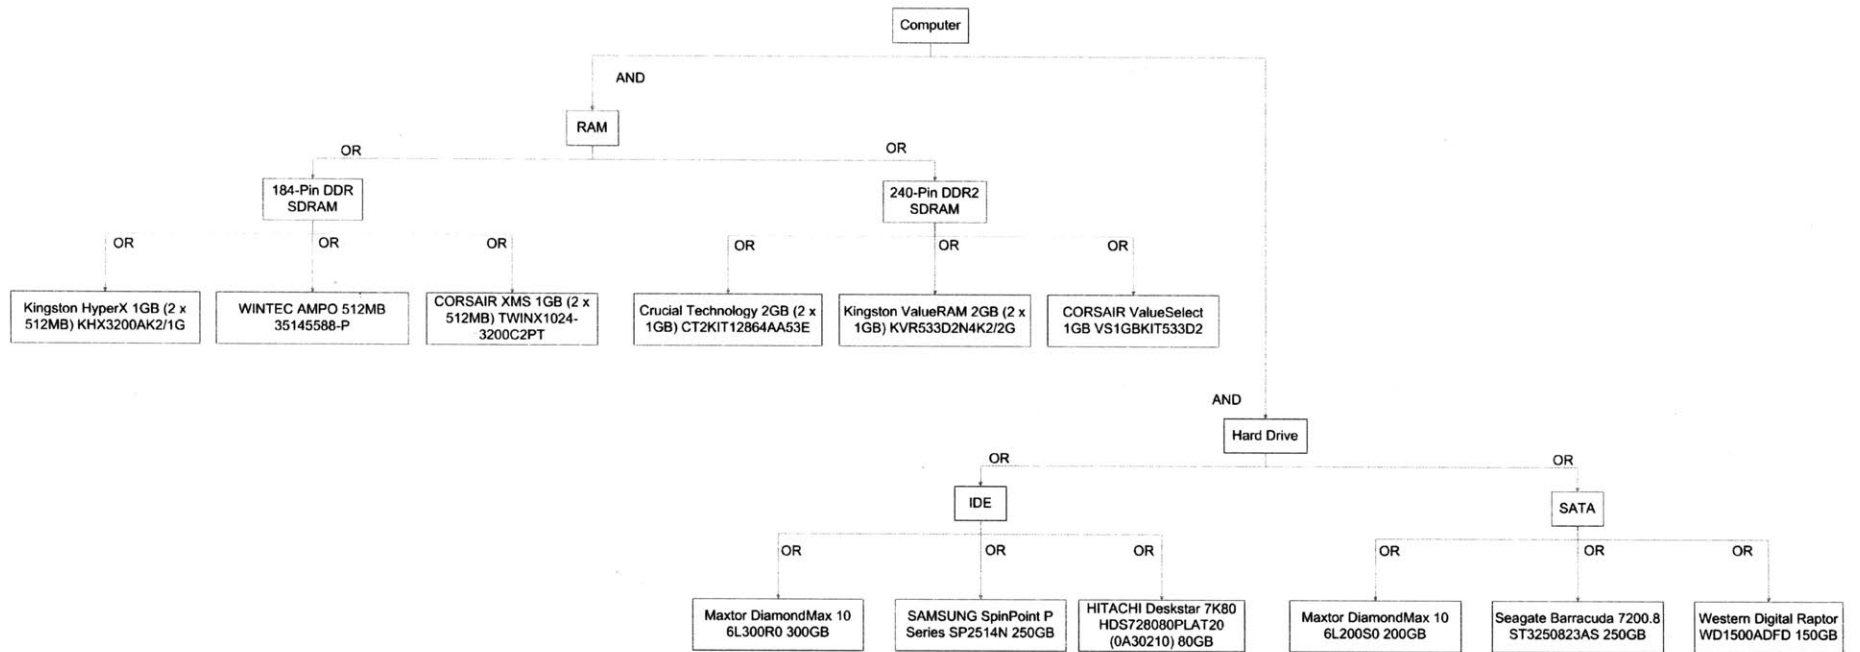 Computer
AND
RAM
OR
OR
184-Pin DDR
SDRAM
240-Pin DDR2
SDRAM
OR
OR
OR
OR
OR
OR
Kingston HyperX 1GB (2 x
512MB) KHX3200AK2/1G
WINTEC AMPO 512MB
35145588-P
CORSAIR XMS 1GB (2 x
512MB) TWINX1024-
3200C2PT
Crucial Technology 2GB (2 x
1GB) CT2KIT12864AA53E
Kingston ValueRAM 2GB (2 x
1GB) KVR533D2N4K2/2G
CORSAIR ValueSelect
1GB VS1GBKIT533D2
AND
Hard Drive
OR
OR
IDE
SATA
OR
OR
OR
OR
OR
OR
Maxtor DiamondMax 10
6L300R0 300GB
SAMSUNG SpinPoint P
Series SP2514N 250GB
HITACHI Deskstar 7K80
HDS728080PLAT20
(0A30210) 80GB
Maxtor DiamondMax 10
6L200S0 200GB
Seagate Barracuda 7200.8
ST3250823AS 250GB
Western Digital Raptor
WD1500ADFD 150GB